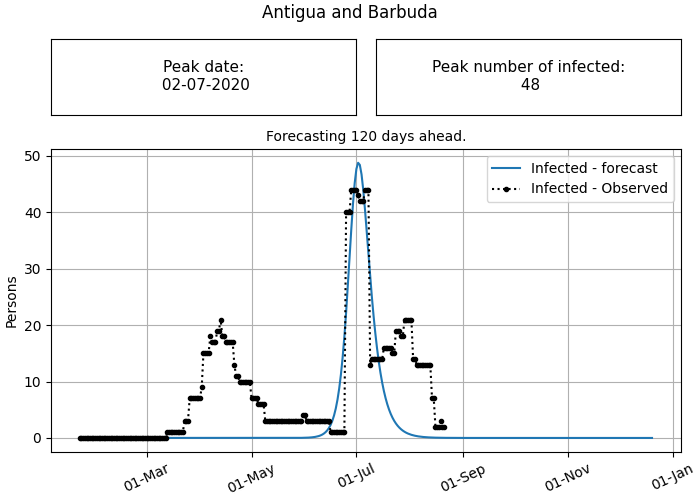 Antigua and Barbuda
Peak date:
02-07-2020
Peak number of infected:
48
Forecasting 120 days ahead.
Infected - forecast
Infected - Observed
Persons
50
40
30
20
10
0
01-Mar
01-May
01-Jul
01-Sep
01-Nov
01-Jan